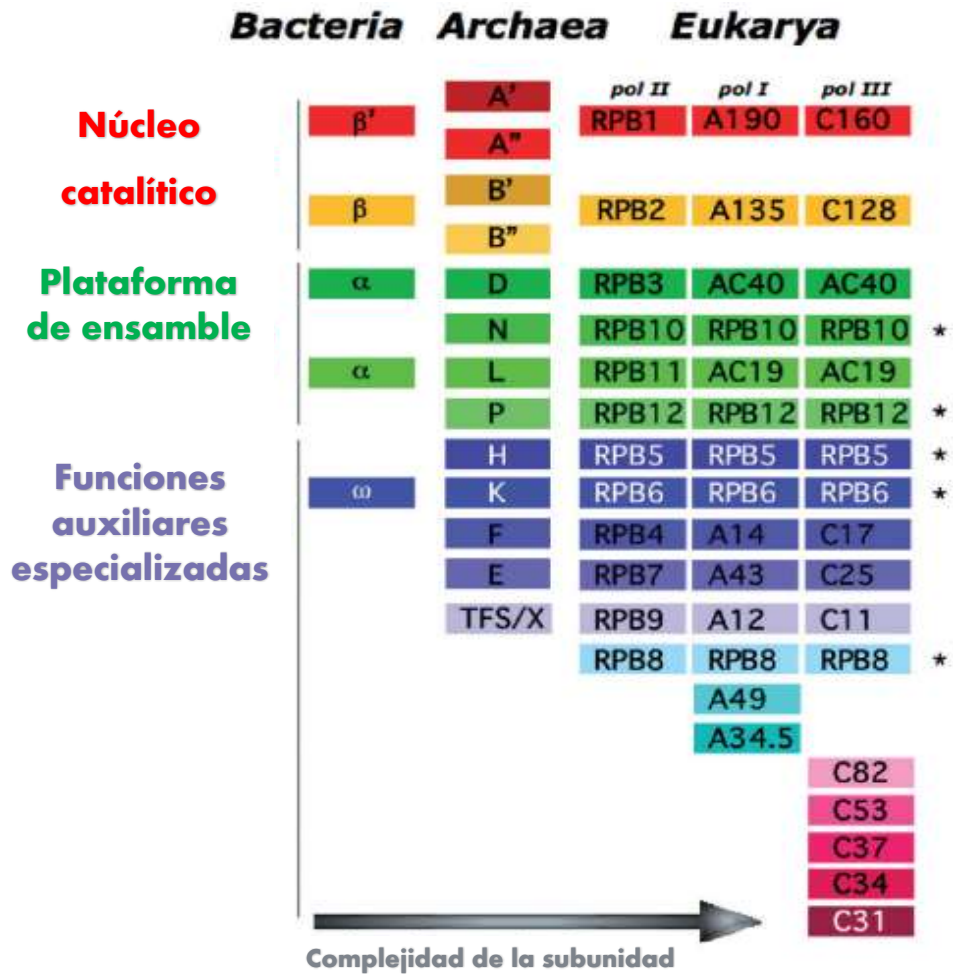 Bacteria Archaea Eukarya
pol II pol I pol III
Núcleo
catalítico
β' A' RPB1 A190 C160
A"
β B' RPB2 A135 C128
B"
Plataforma
de ensamble
α D RPB3 AC40 AC40
N RPB10 RPB10 RPB10 *
α L RPB11 AC19 AC19
P RPB12 RPB12 RPB12 *
Funciones
auxiliares
especializadas
H RPB5 RPB5 RPB5 *
ω K RPB6 RPB6 RPB6 *
F RPB4 A14 C17
E RPB7 A43 C25
TFS/X RPB9 A12 C11
RPB8 RPB8 RPB8 *
A49
A34.5
C82
C53
C37
C34
C31
Complejidad de la subunidad